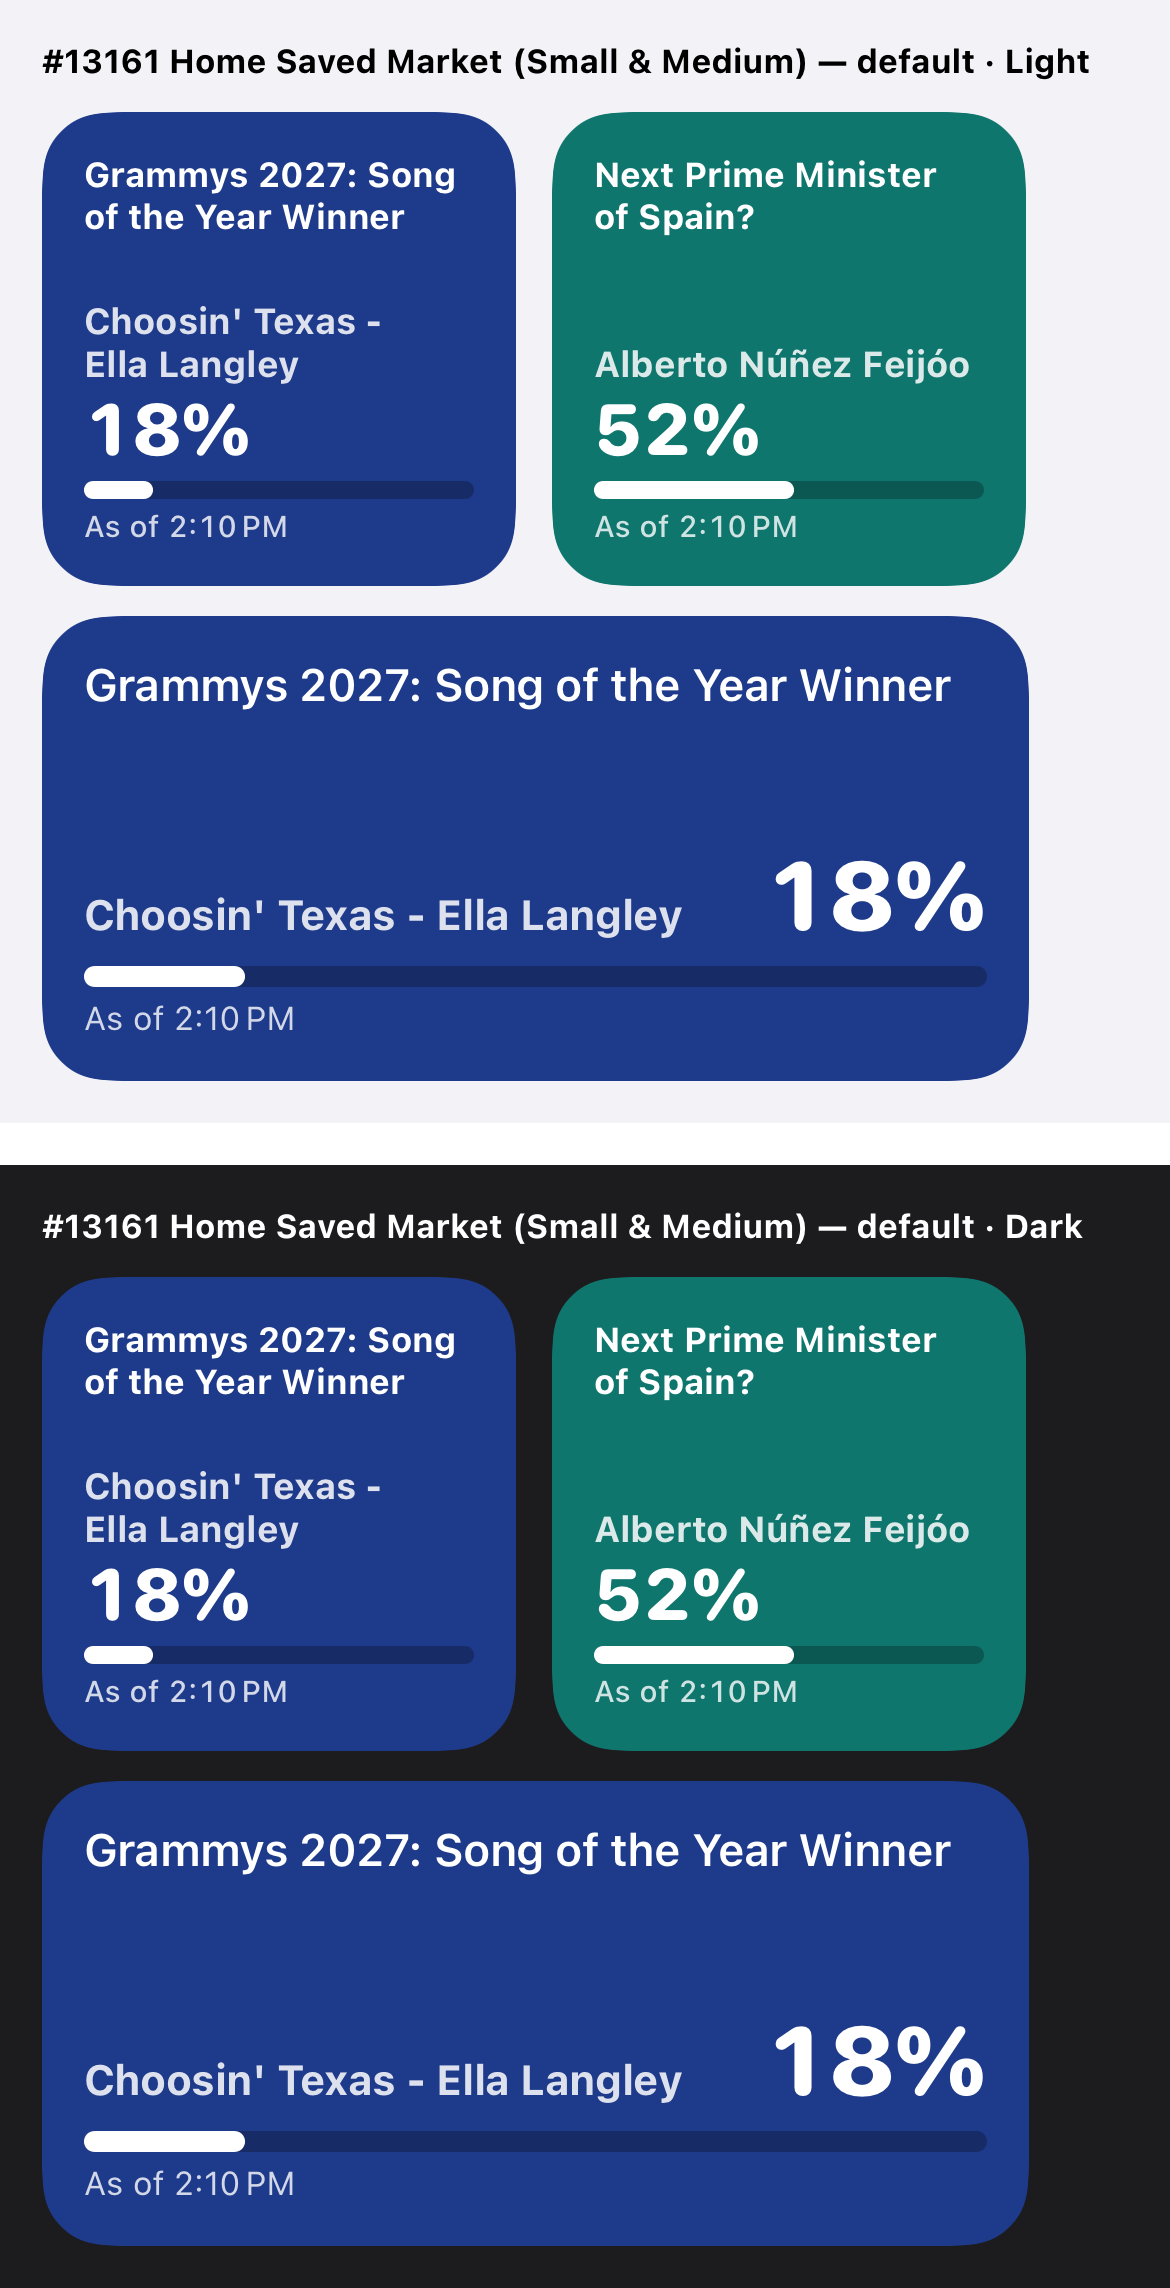 #13161 Home Saved Market (Small & Medium) — default · Light
Grammys 2027: Song
of the Year Winner
Choosin' Texas -
Ella Langley
18%
As of 2:10 PM
Next Prime Minister
of Spain?
Alberto Núñez Feijóo
52%
As of 2:10 PM
Grammys 2027: Song of the Year Winner
Choosin' Texas - Ella Langley
18%
As of 2:10 PM
#13161 Home Saved Market (Small & Medium) — default · Dark
Grammys 2027: Song
of the Year Winner
Choosin' Texas -
Ella Langley
18%
As of 2:10 PM
Next Prime Minister
of Spain?
Alberto Núñez Feijóo
52%
As of 2:10 PM
Grammys 2027: Song of the Year Winner
Choosin' Texas - Ella Langley
18%
As of 2:10 PM